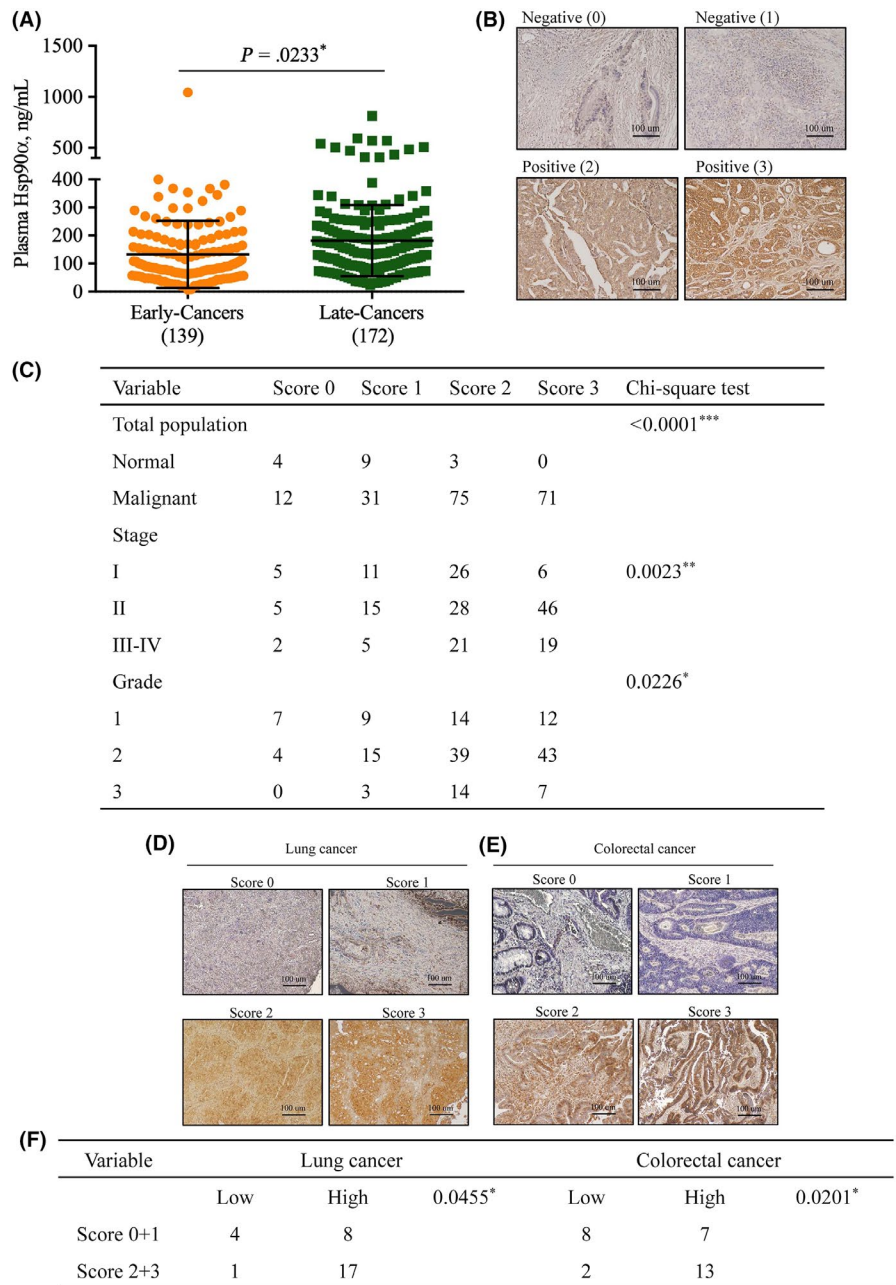 (A)
P = .0233*
Plasma Hsp90α, ng/mL
1500
1000
500
400
300
200
100
0
Early-Cancers
(139)
Late-Cancers
(172)
(B)
Negative (0)
Negative (1)
100 um
100 um
Positive (2)
Positive (3)
100 um
100 um
(C)
Variable Score 0 Score 1 Score 2 Score 3 Chi-square test
Total population <0.0001***
Normal 4 9 3 0
Malignant 12 31 75 71
Stage
I 5 11 26 6 0.0023**
II 5 15 28 46
III-IV 2 5 21 19
Grade 0.0226*
1 7 9 14 12
2 4 15 39 43
3 0 3 14 7
(D)
Lung cancer
Score 0 Score 1
100 um 100 um
Score 2 Score 3
100 um 100 um
(E)
Colorectal cancer
Score 0 Score 1
100 um 100 um
Score 2 Score 3
100 um 100 um
(F)
Variable Lung cancer Colorectal cancer
Low High 0.0455* Low High 0.0201*
Score 0+1 4 8 8 7
Score 2+3 1 17 2 13